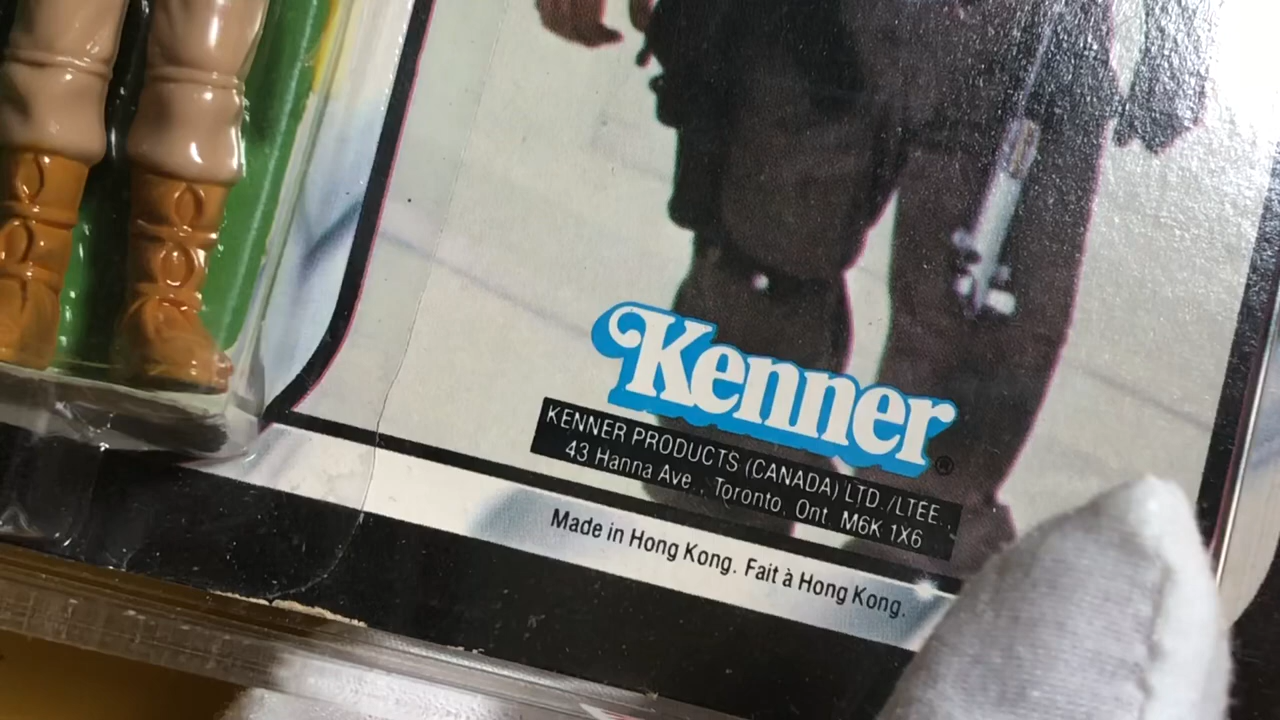 Kenner®
KENNER PRODUCTS (CANADA) LTD./LTEE.,
43 Hanna Ave., Toronto, Ont. M6K 1X6
Made in Hong Kong. Fait à Hong Kong.